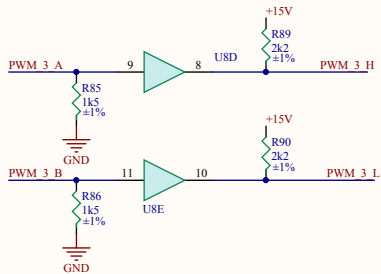 +15V
R89
2k2
±1%
U8D
PWM_3_A
9
8
PWM_3_H
R85
1k5
±1%
GND
+15V
R90
2k2
±1%
PWM_3_B
11
10
PWM_3_L
U8E
R86
1k5
±1%
GND